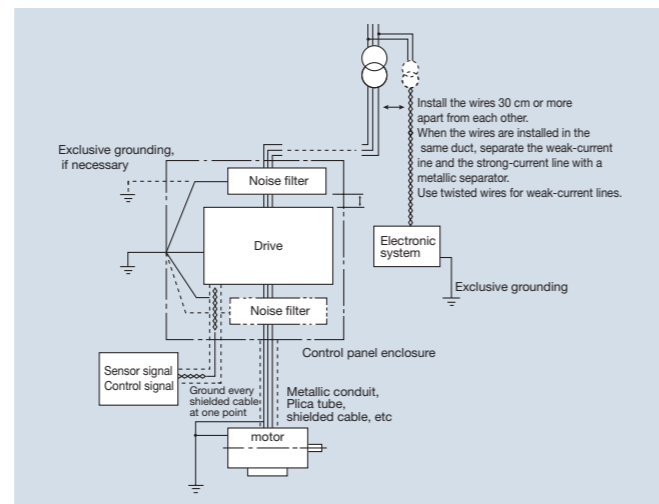 Install the wires 30 cm or more
apart from each other.
When the wires are installed in the
same duct, separate the weak-current
ine and the strong-current line with a
metallic separator.
Use twisted wires for weak-current lines.
Exclusive grounding,
if necessary
Noise filter
Drive
Electronic
system
Exclusive grounding
Noise filter
Control panel enclosure
Sensor signal
Control signal
Ground every
shielded cable
at one point
Metallic conduit,
Plica tube,
shielded cable, etc
motor